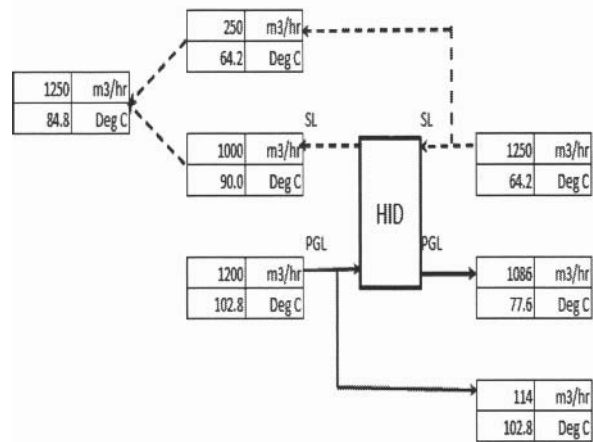 250 m3/hr
64.2 Deg C
1250 m3/hr
84.8 Deg C
SL
SL
1000 m3/hr
90.0 Deg C
1250 m3/hr
64.2 Deg C
HID
PGL
PGL
1200 m3/hr
102.8 Deg C
1086 m3/hr
77.6 Deg C
114 m3/hr
102.8 Deg C